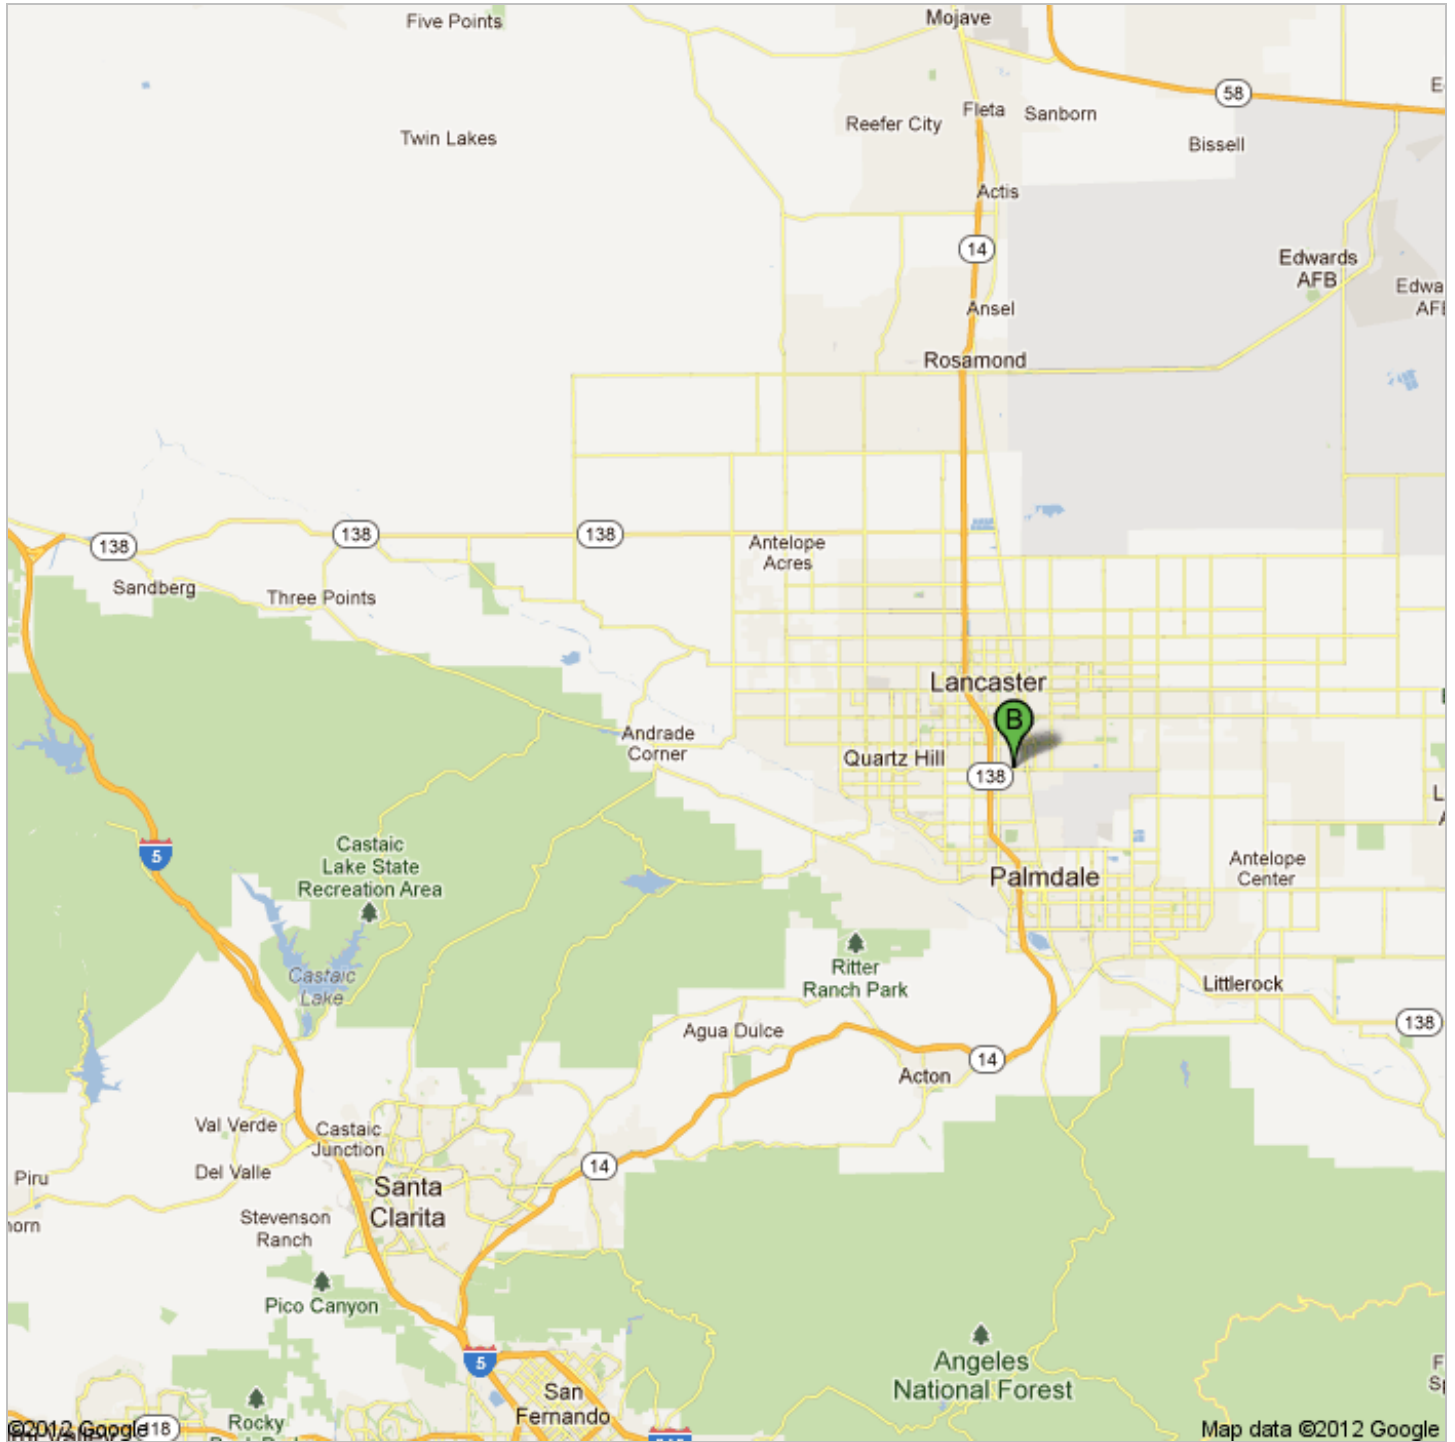 Five Points
Mojave
58
Fleta
Sanborn
Reefer City
Twin Lakes
Bissell
Actis
14
Edwards
AFB
Ansel
Rosamond
138
138
138
Antelope
Acres
Sandberg
Three Points
Lancaster
B
Andrade
Corner
Quartz Hill
138
5
Castaic
Lake State
Recreation Area
Antelope
Center
Palmdale
Castaic
Lake
Ritter
Ranch Park
Littlerock
138
Agua Dulce
14
Acton
Val Verde
Castaic
Junction
14
Del Valle
Piru
Santa
Clarita
Stevenson
Ranch
Pico Canyon
5
Angeles
National Forest
San
Fernando
Rocky
©2012 Google
118
Map data ©2012 Google